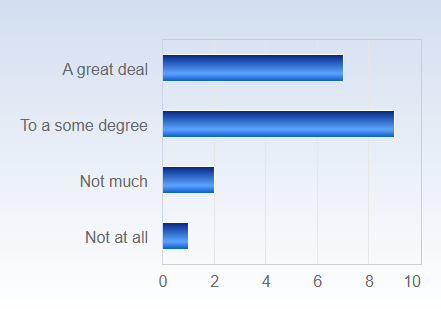 A great deal
To a some degree
Not much
Not at all
0 2 4 6 8 10